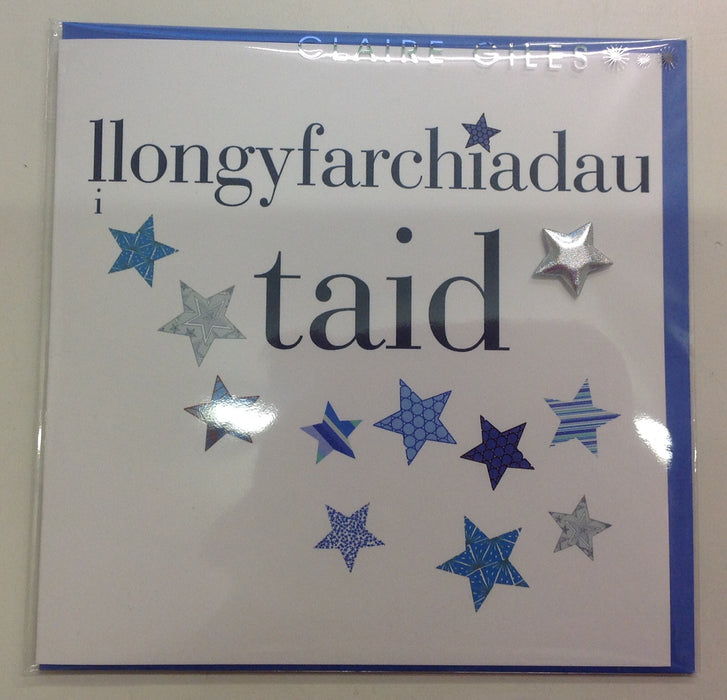 CLAIRE GILES
llongyfarchiadau
i
taid